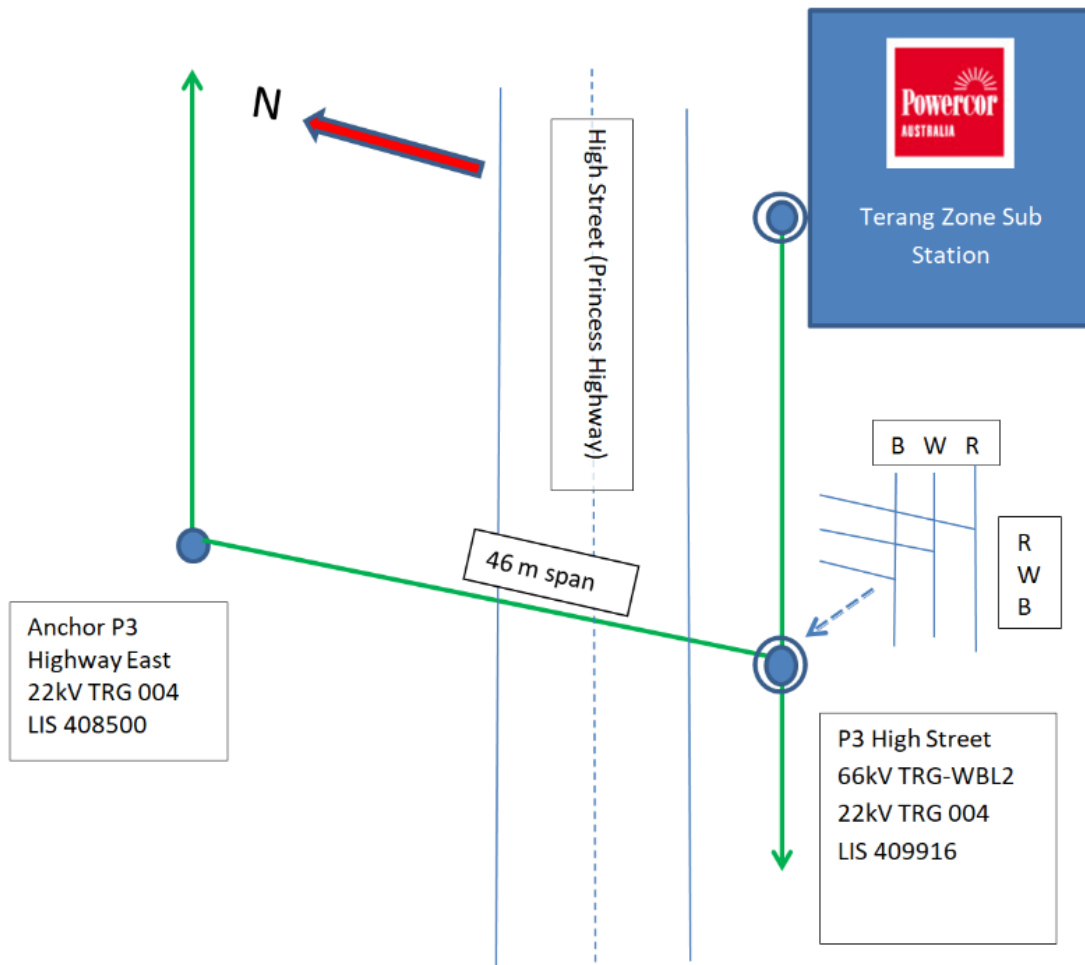 N
High Street (Princess Highway)
Powercor
AUSTRALIA
Terang Zone Sub
Station
B W R
R
W
B
46 m span
Anchor P3
Highway East
22kV TRG 004
LIS 408500
P3 High Street
66kV TRG-WBL2
22kV TRG 004
LIS 409916